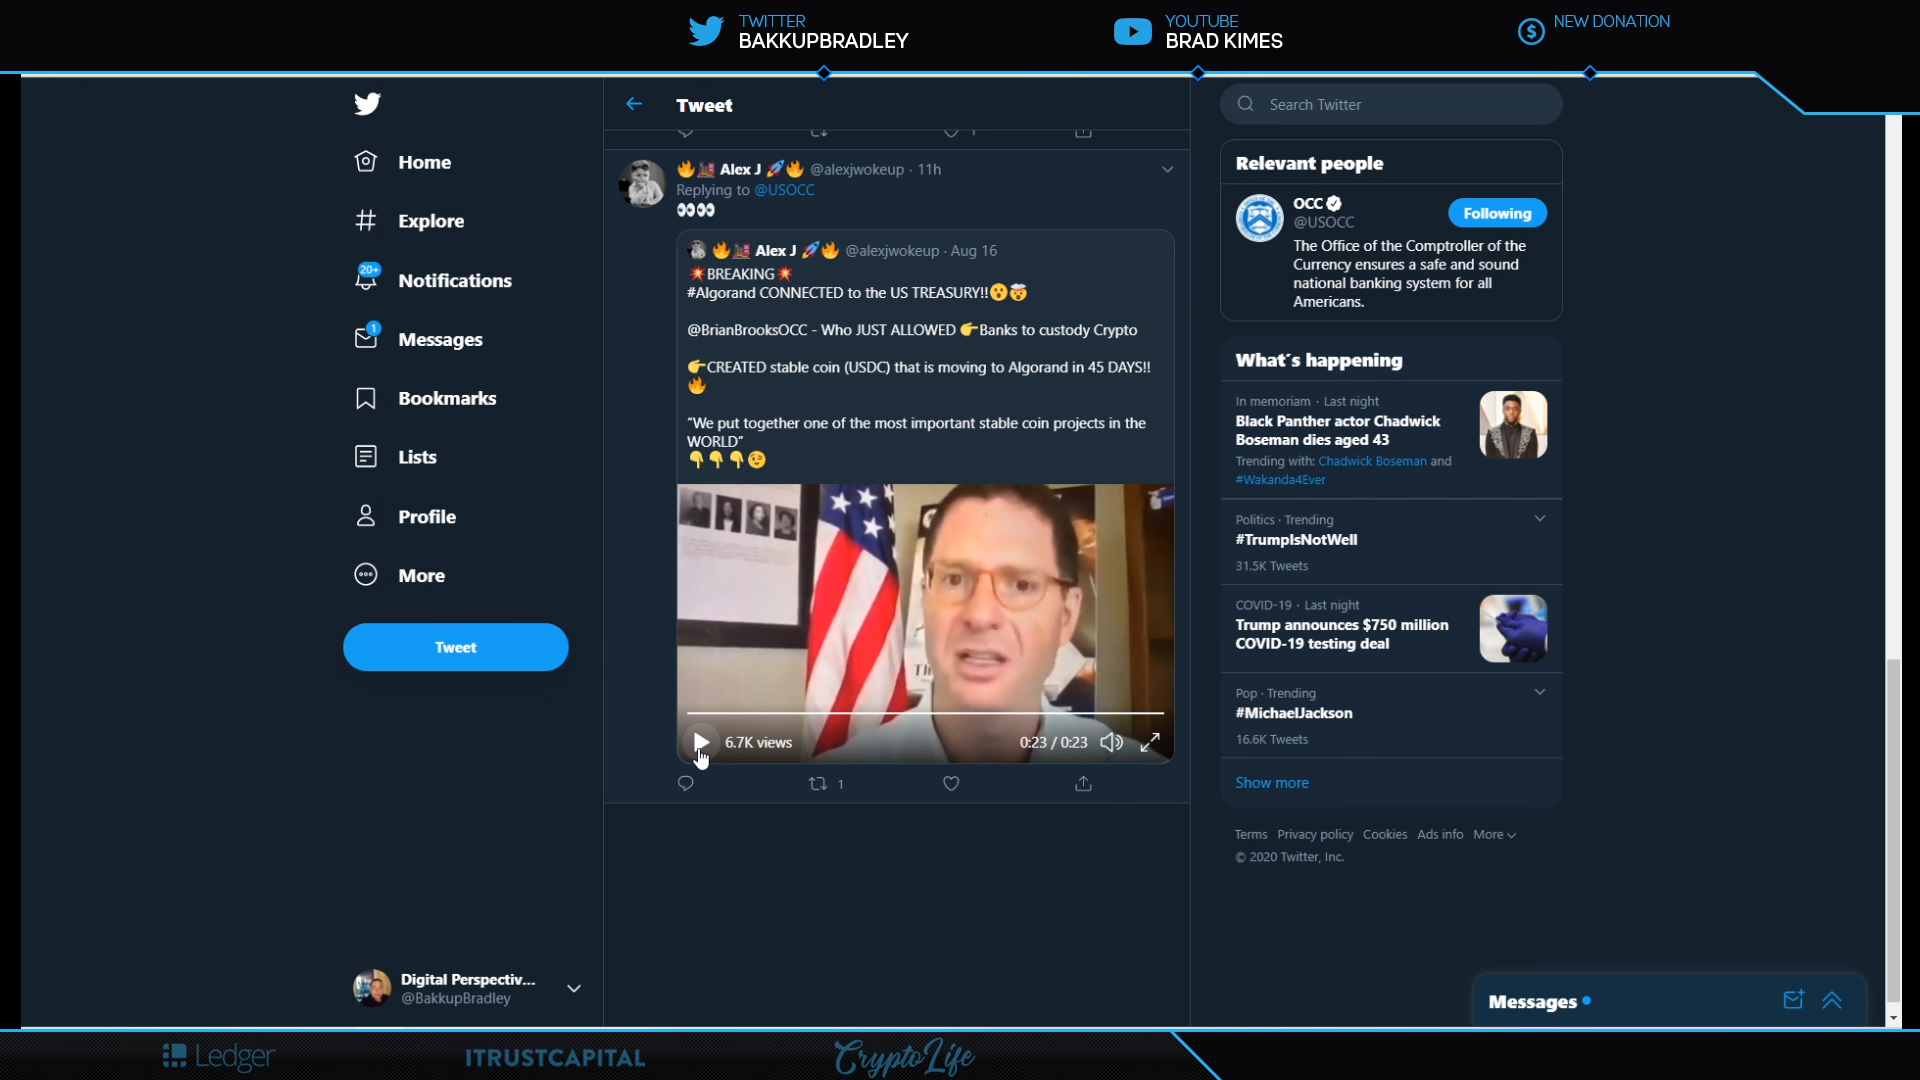 TWITTER
BAKKUPBRADLEY
YOUTUBE
BRAD KIMES
NEW DONATION
Home
Explore
20+
Notifications
1
Messages
Bookmarks
Lists
Profile
More
Tweet
Digital Perspectiv...
@BakkupBradley
Tweet
1
🔥🚂 Alex J 🚀🔥 @alexjwokeup · 11h
Replying to @USOCC
👀👀
🔥🚂 Alex J 🚀🔥 @alexjwokeup · Aug 16
💥BREAKING💥
#Algorand CONNECTED to the US TREASURY!!😮🤯
@BrianBrooksOCC - Who JUST ALLOWED 👉Banks to custody Crypto
👉CREATED stable coin (USDC) that is moving to Algorand in 45 DAYS!!
🔥
"We put together one of the most important stable coin projects in the
WORLD"
👇👇👇😉
6.7K views
0:23 / 0:23
1
Search Twitter
Relevant people
OCC
@USOCC
Following
The Office of the Comptroller of the
Currency ensures a safe and sound
national banking system for all
Americans.
What's happening
In memoriam · Last night
Black Panther actor Chadwick
Boseman dies aged 43
Trending with: Chadwick Boseman and
#Wakanda4Ever
Politics · Trending
#TrumpIsNotWell
31.5K Tweets
COVID-19 · Last night
Trump announces $750 million
COVID-19 testing deal
Pop · Trending
#MichaelJackson
16.6K Tweets
Show more
Terms Privacy policy Cookies Ads info More
© 2020 Twitter, Inc.
Messages
Ledger
ITRUSTCAPITAL
CryptoLife